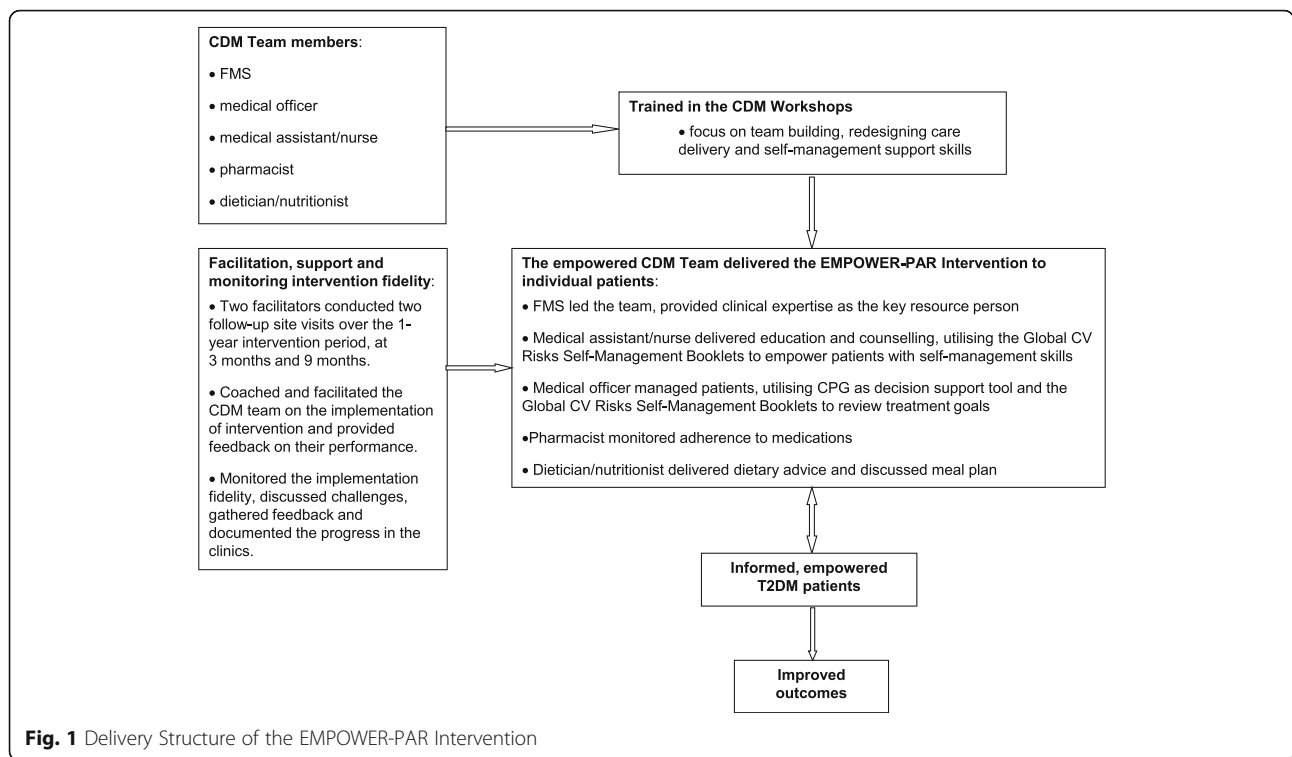 CDM Team members:
• FMS
• medical officer
• medical assistant/nurse
• pharmacist
• dietician/nutritionist
Trained in the CDM Workshops
• focus on team building, redesigning care
delivery and self-management support skills
Facilitation, support and
monitoring intervention fidelity:
• Two facilitators conducted two
follow-up site visits over the 1-
year intervention period, at
3 months and 9 months.
• Coached and facilitated the
CDM team on the implementation
of intervention and provided
feedback on their performance.
• Monitored the implementation
fidelity, discussed challenges,
gathered feedback and
documented the progress in the
clinics.
The empowered CDM Team delivered the EMPOWER-PAR Intervention to
individual patients:
• FMS led the team, provided clinical expertise as the key resource person
• Medical assistant/nurse delivered education and counselling, utilising the Global CV
Risks Self-Management Booklets to empower patients with self-management skills
• Medical officer managed patients, utilising CPG as decision support tool and the
Global CV Risks Self-Management Booklets to review treatment goals
•Pharmacist monitored adherence to medications
• Dietician/nutritionist delivered dietary advice and discussed meal plan
Informed, empowered
T2DM patients
Improved
outcomes
Fig. 1 Delivery Structure of the EMPOWER-PAR Intervention